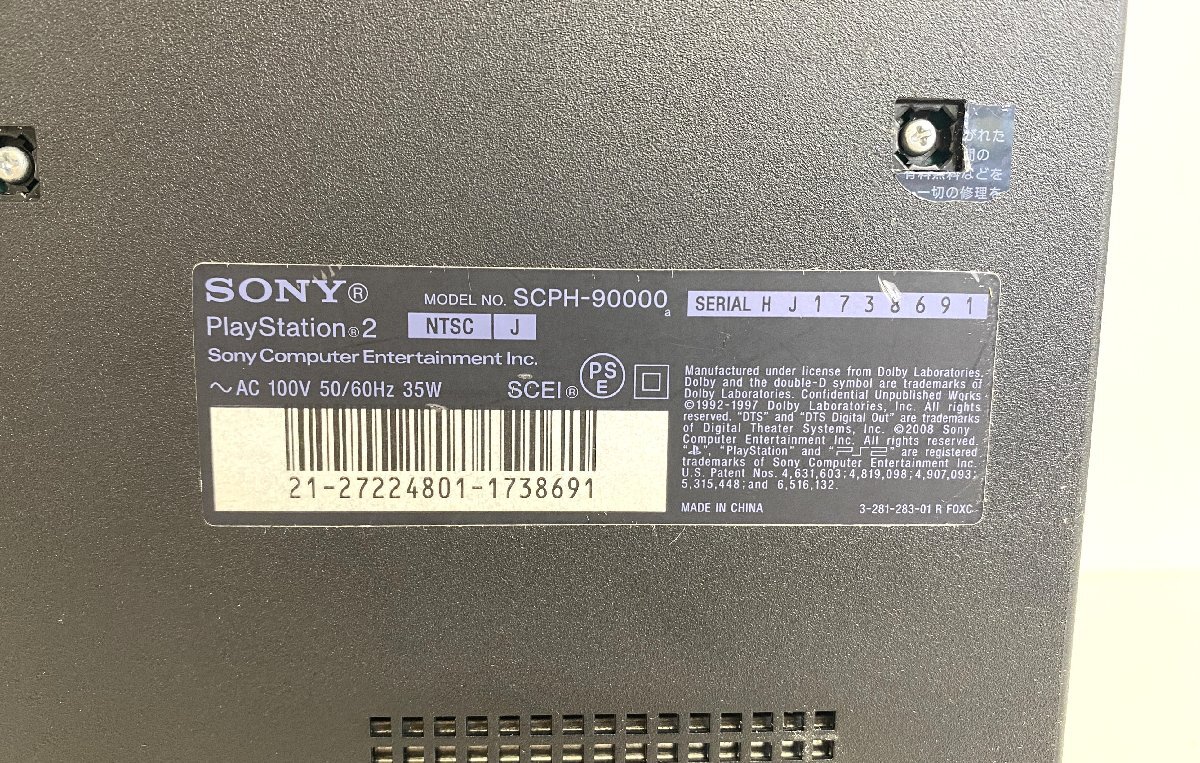 がれた
間の
有料無料などを
一切の修理を
SONY®
MODEL NO. SCPH-90000 a
SERIAL H J 1 7 3 8 6 9 1
PlayStation®2
NTSC J
Sony Computer Entertainment Inc.
∼AC 100V 50/60Hz 35W
SCEI®
PS
E
21-27224801-1738691
Manufactured under license from Dolby Laboratories.
Dolby and the double-D symbol are trademarks of
Dolby Laboratories. Confidential Unpublished Works
©1992-1997 Dolby Laboratories, Inc. All rights
reserved. "DTS" and "DTS Digital Out" are trademarks
of Digital Theater Systems, Inc. ©2008 Sony
Computer Entertainment Inc. All rights reserved.
"", "PlayStation" and "PS2" are registered
trademarks of Sony Computer Entertainment Inc.
U.S. Patent Nos. 4,631,603; 4,819,098; 4,907,093;
5,315,448; and 6,516,132.
MADE IN CHINA
3-281-283-01 R FOXC